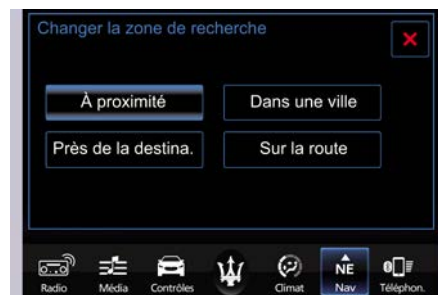 Changer la zone de recherche
À proximité
Dans une ville
Près de la destina.
Sur la route
Radio
Média
Contrôles
Climat
NE
Nav
Téléphon.